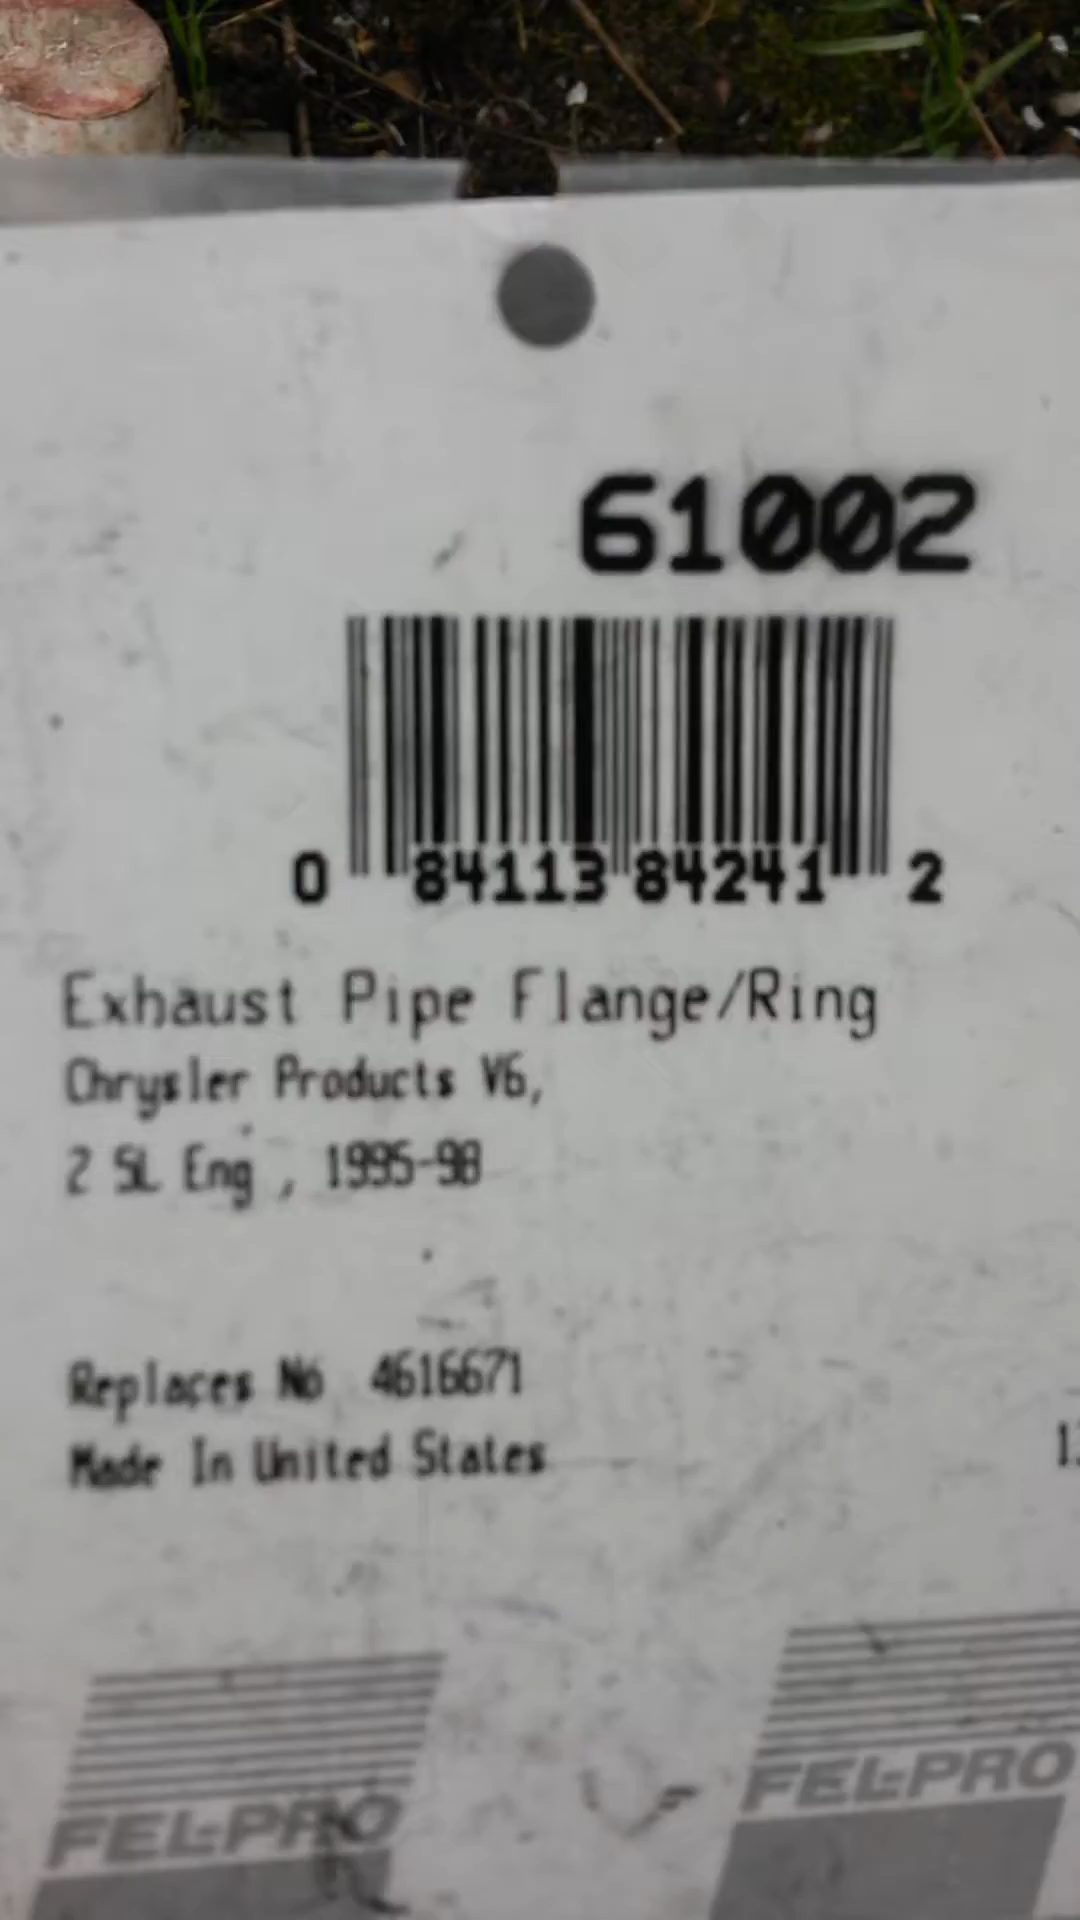 61002
0 84113 84241 2
Exhaust Pipe Flange/Ring
Chrysler Products V6,
2 5L Eng , 1995-98
Replaces No 4616671
Made In United States
FEL-PRO FEL-PRO